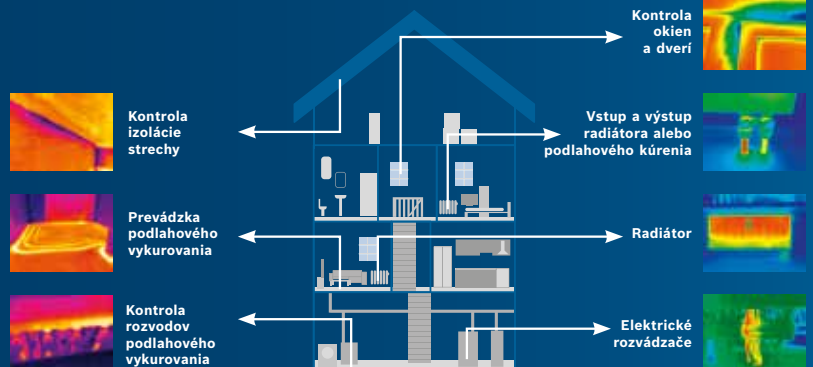 Kontrola
izolácie
strechy
Prevádzka
podlahového
vykurovania
Kontrola
rozvodov
podlahového
vykurovania
Kontrola
okien
a dverí
Vstup a výstup
radiátora alebo
podlahového kúrenia
Radiátor
Elektrické
rozvádzače